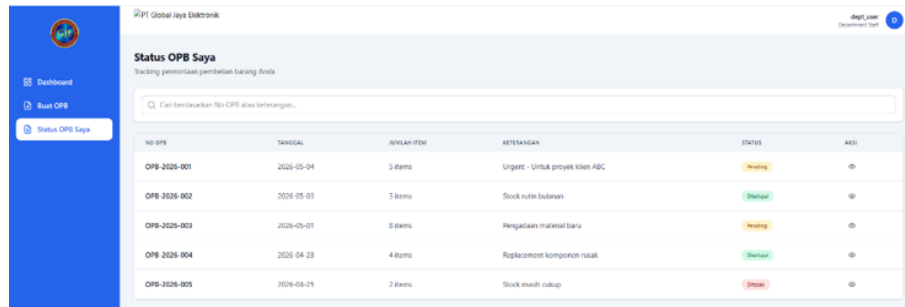 GJE
PT Global Jaya Elektronik
dept_user
Department Staff
D
Dashboard
Buat OPB
Status OPB Saya
Status OPB Saya
Tracking permintaan pembelian barang Anda
Cari berdasarkan No OPB atau keterangan...
NO OPB TANGGAL JUMLAH ITEM KETERANGAN STATUS AKSI
OPB-2026-001 2026-05-04 5 items Urgent - Untuk proyek klien ABC Pending
OPB-2026-002 2026-05-03 3 items Stock rutin bulanan Disetujui
OPB-2026-003 2026-05-01 8 items Pengadaan material baru Pending
OPB-2026-004 2026-04-28 4 items Replacement komponen rusak Disetujui
OPB-2026-005 2026-04-25 2 items Stock masih cukup Ditolak